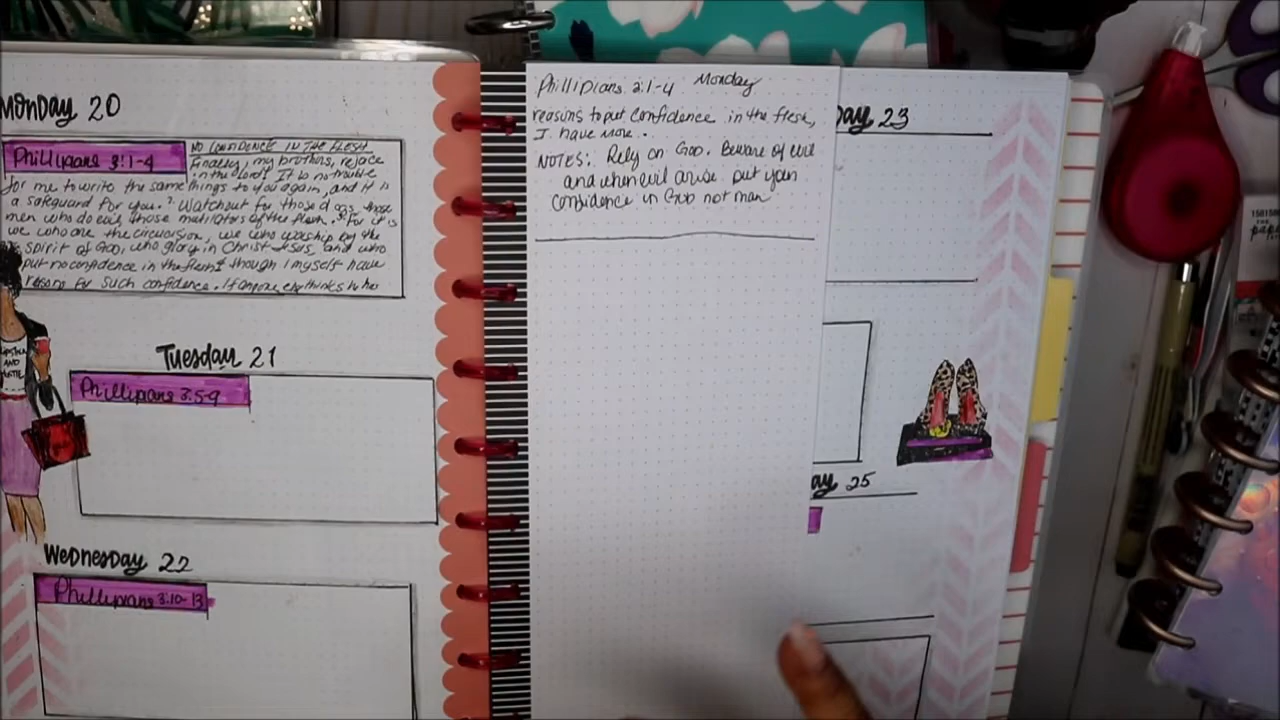 Monday 20
Phillipians 3:1-4
NO CONFIDENCE IN THE FLESH
Finally, my brothers, rejoice
in the Lord! It is no trouble
for me to write the same things to you again, and it is
a safeguard for you. 2 Watch out for those dogs, those
men who do evil, those mutilators of the flesh. 3 For it is
we who are the circumcision, we who worship by the
Spirit of God, who glory in Christ Jesus, and who
put no confidence in the flesh 4 though I myself have
reasons for such confidence. If anyone else thinks he has
Tuesday 21
Phillipians 3:5-9
Wednesday 22
Phillipians 3:10-13
Phillipians 3:1-4 Monday
reasons to put confidence in the flesh,
I have more..
NOTES: Rely on God. Beware of evil
and when evil arise put your
confidence in God not man
day 23
ay 25
AND